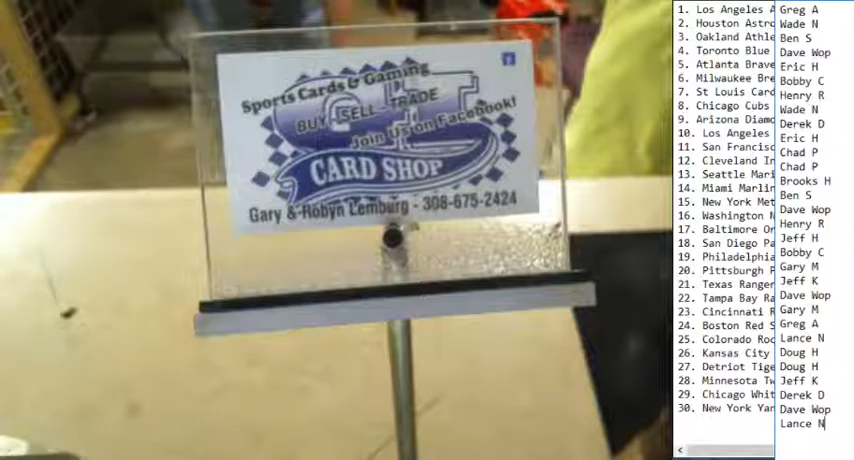 Sports Cards & Gaming
BUY - SELL - TRADE
Join Us on Facebook!
CARD SHOP
Gary & Robyn Lemburg - 308-675-2424
1. Los Angeles A
2. Houston Astro
3. Oakland Athle
4. Toronto Blue
5. Atlanta Brave
6. Milwaukee Bre
7. St Louis Card
8. Chicago Cubs
9. Arizona Diamo
10. Los Angeles
11. San Francisc
12. Cleveland In
13. Seattle Mari
14. Miami Marlin
15. New York Met
16. Washington N
17. Baltimore Or
18. San Diego Pa
19. Philadelphia
20. Pittsburgh P
21. Texas Ranger
22. Tampa Bay Ra
23. Cincinnati R
24. Boston Red S
25. Colorado Roc
26. Kansas City
27. Detriot Tige
28. Minnesota Tw
29. Chicago Whit
30. New York Yan
Greg A
Wade N
Ben S
Dave Wop
Eric H
Bobby C
Henry R
Wade N
Derek D
Eric H
Chad P
Chad P
Brooks H
Ben S
Dave Wop
Henry R
Jeff H
Bobby C
Gary M
Jeff K
Dave Wop
Gary M
Greg A
Lance N
Doug H
Doug H
Jeff K
Derek D
Dave Wop
Lance N